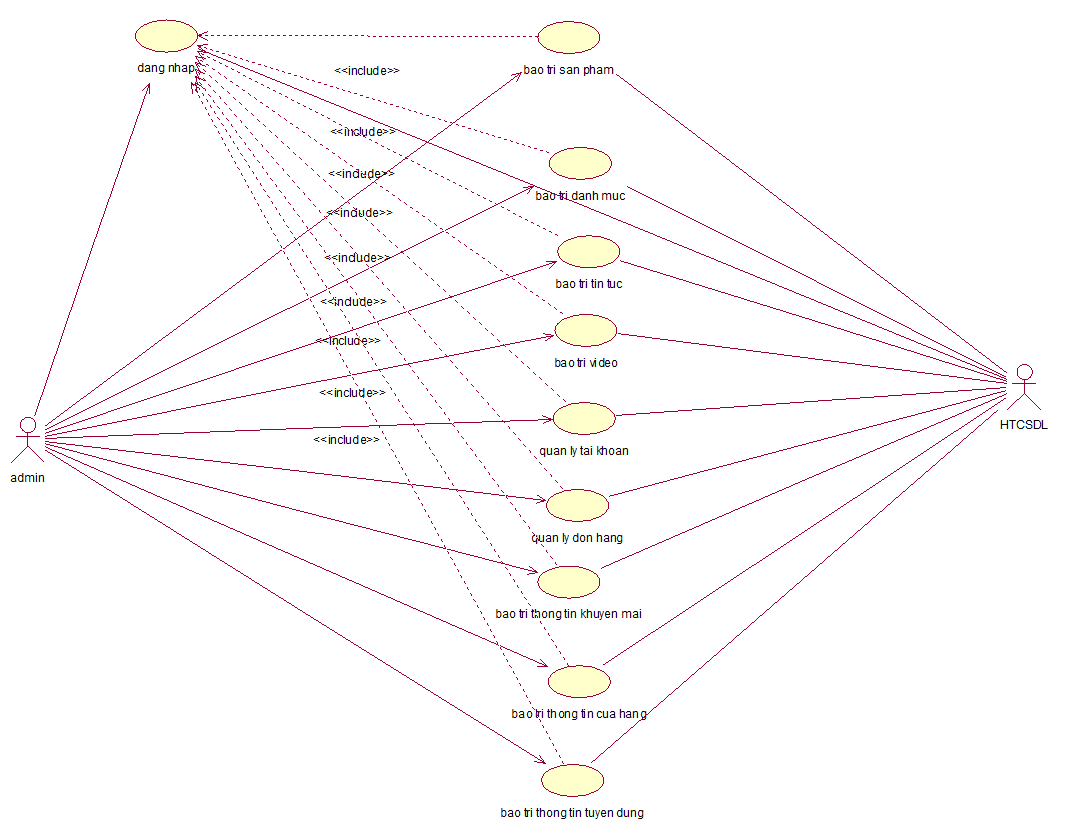 dang nhap
bao tri san pham
<<include>>
<<include>>
<<include>>
bao tri danh muc
<<include>>
<<include>>
bao tri tin tuc
<<include>>
<<include>>
bao tri video
<<include>>
HTCSDL
<<include>>
quan ly tai khoan
admin
quan ly don hang
bao tri thong tin khuyen mai
bao tri thong tin cua hang
bao tri thong tin tuyen dung